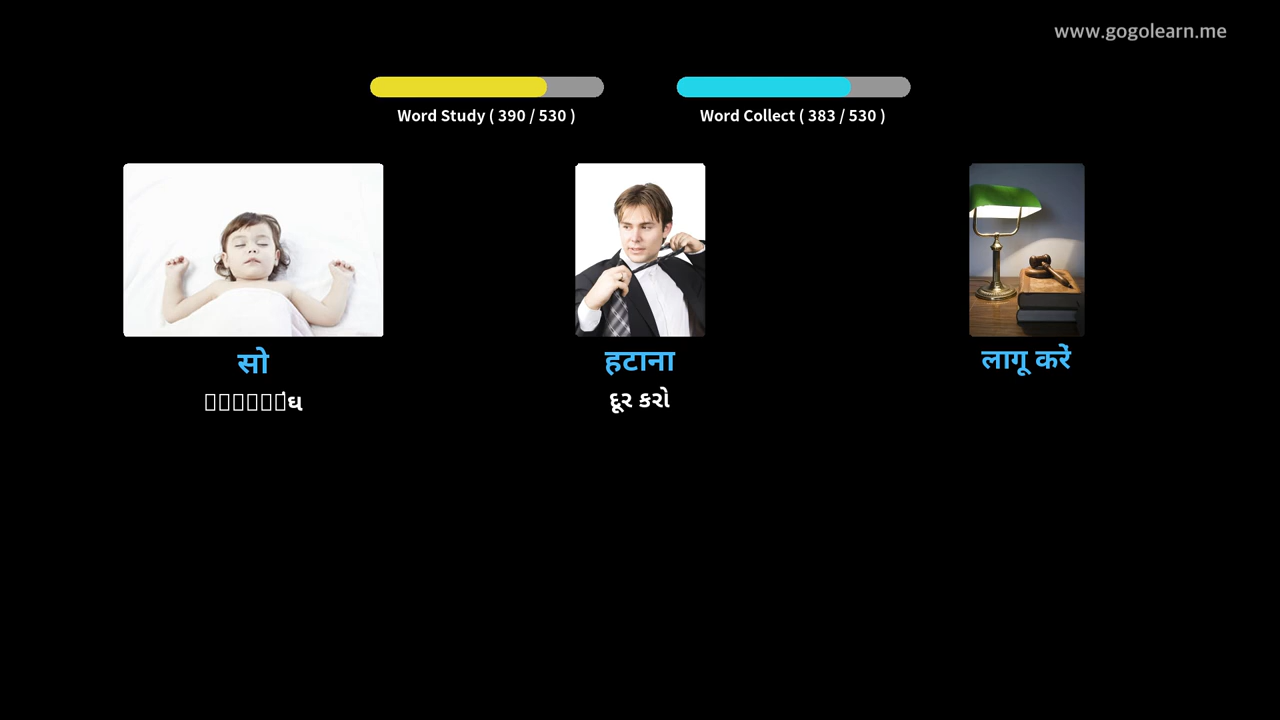 www.gogolearn.me
Word Study ( 390 / 530 )
Word Collect ( 383 / 530 )
सो
हटाना
लागू करें
દૂર કરો